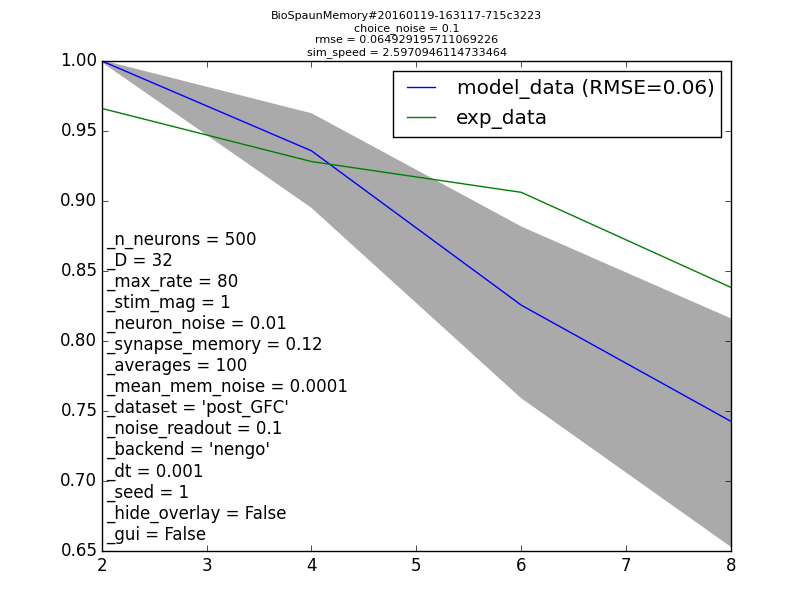 BioSpaunMemory#20160119-163117-715c3223
choice_noise = 0.1
rmse = 0.064929195711069226
sim_speed = 2.5970946114733464
1.00
model_data (RMSE=0.06)
exp_data
0.95
0.90
_n_neurons = 500
_D = 32
0.85
_max_rate = 80
_stim_mag = 1
_neuron_noise = 0.01
0.80
_synapse_memory = 0.12
_averages = 100
_mean_mem_noise = 0.0001
0.75
_dataset = 'post_GFC'
_noise_readout = 0.1
_backend = 'nengo'
0.70
_dt = 0.001
_seed = 1
_hide_overlay = False
_gui = False
0.65
2 3 4 5 6 7 8